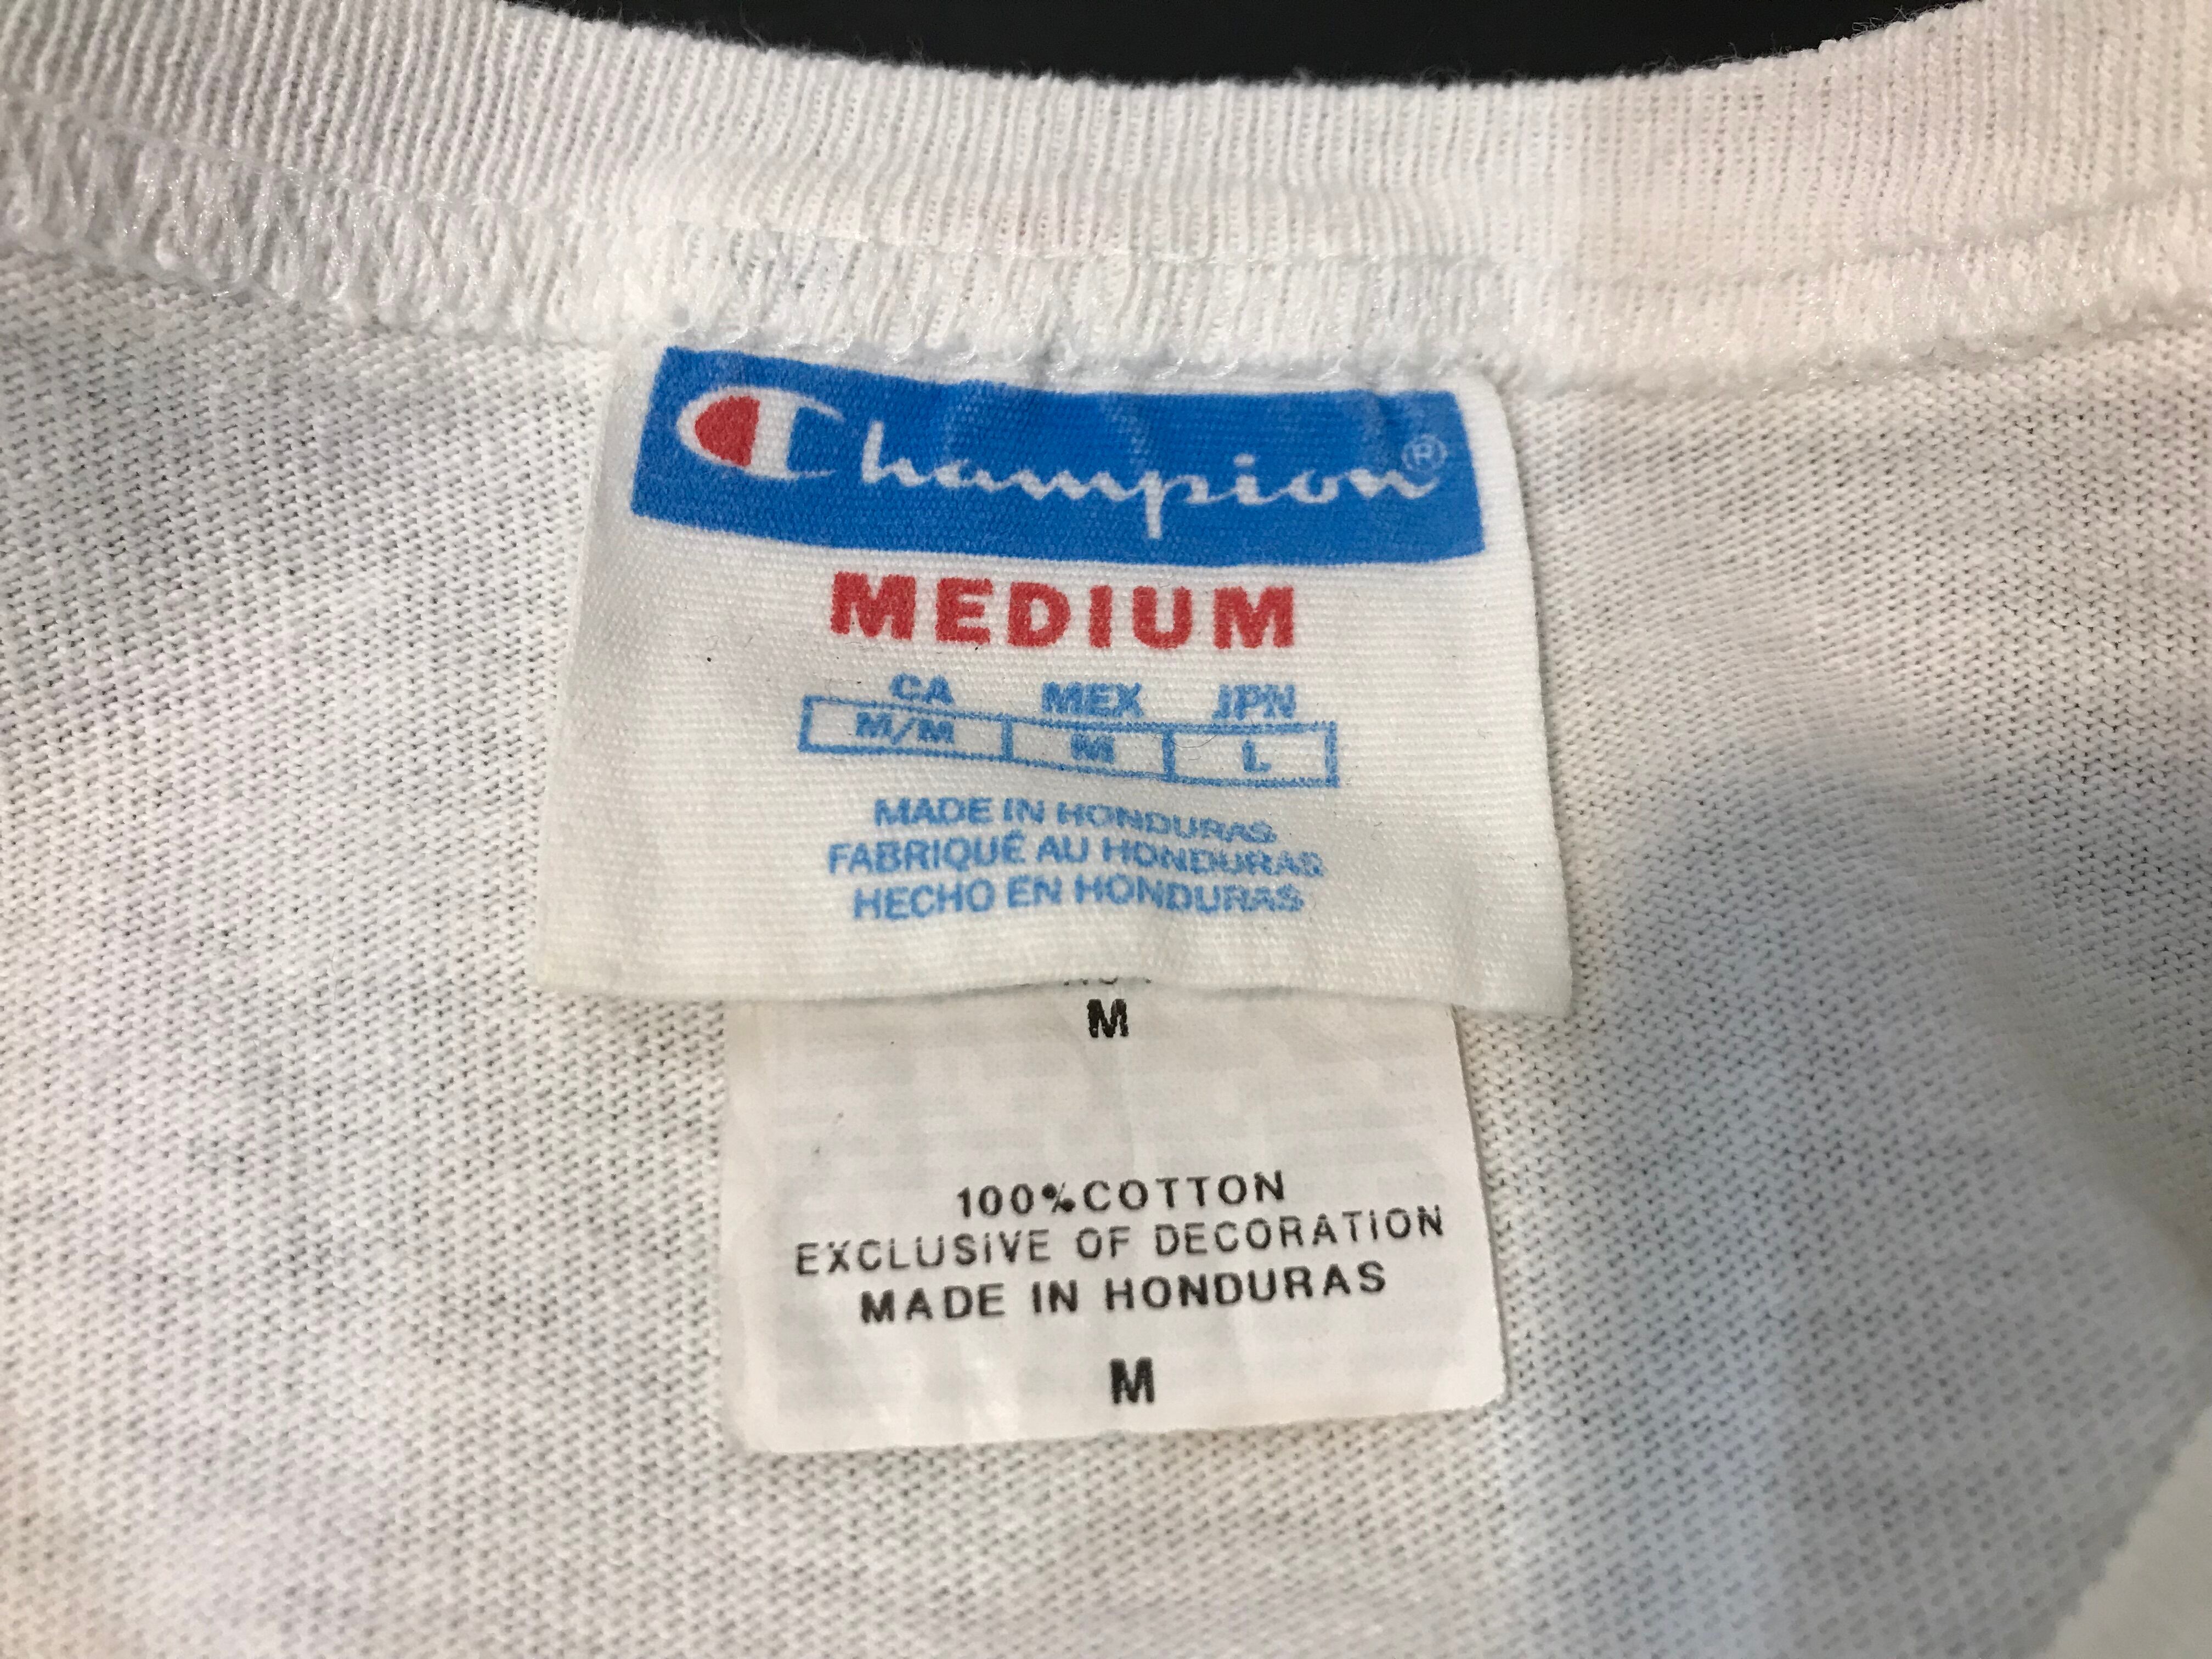 Champion®
MEDIUM
CA MEX JPN
M/M M L
MADE IN HONDURAS
FABRIQUÉ AU HONDURAS
HECHO EN HONDURAS
M
100%COTTON
EXCLUSIVE OF DECORATION
MADE IN HONDURAS
M